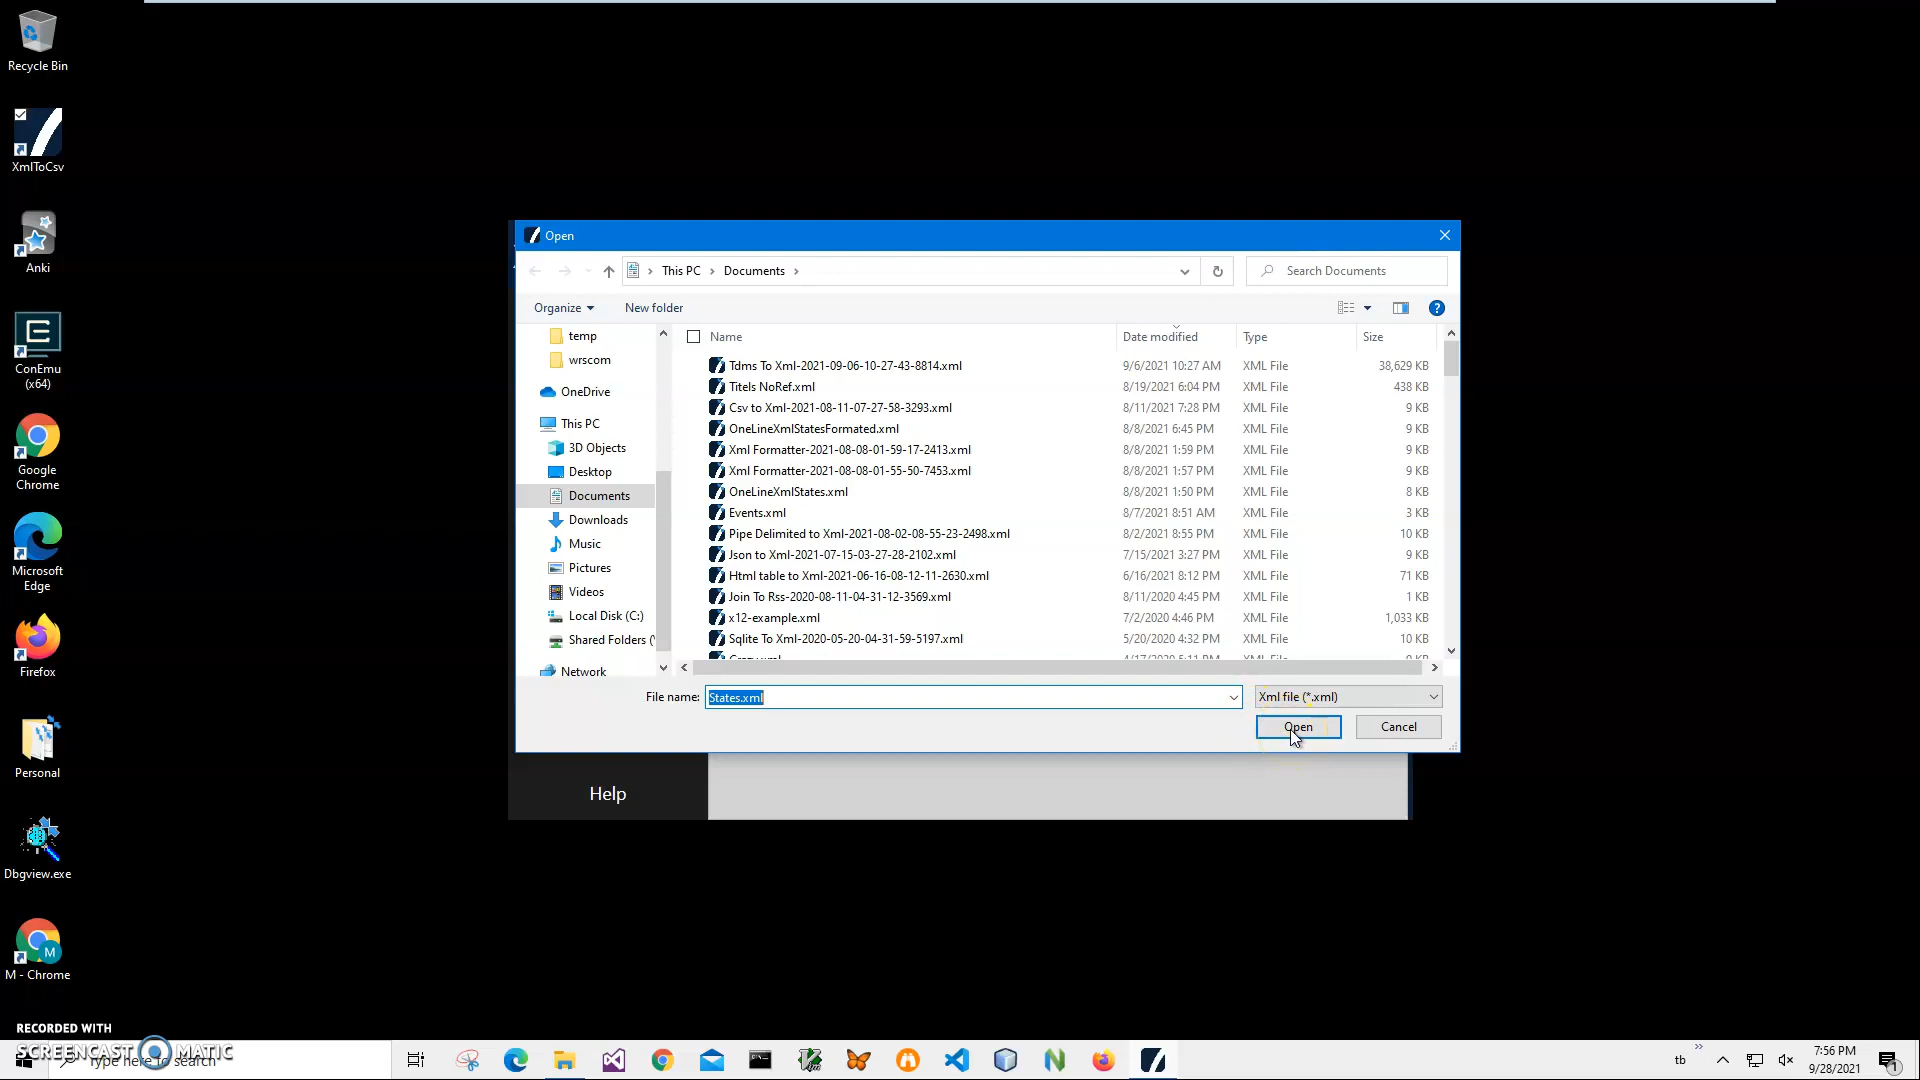 Recycle Bin
XmlToCsv
Anki
ConEmu
(x64)
Google
Chrome
Microsoft
Edge
Firefox
Personal
Dbgview.exe
M
M - Chrome
Open
This PC
Documents
Search Documents
Organize
New folder
temp
wrscom
OneDrive
This PC
3D Objects
Desktop
Documents
Downloads
Music
Pictures
Videos
Local Disk (C:)
Shared Folders (
Network
Name Date modified Type Size
Tdms To Xml-2021-09-06-10-27-43-8814.xml 9/6/2021 10:27 AM XML File 38,629 KB
Titels NoRef.xml 8/19/2021 6:04 PM XML File 438 KB
Csv to Xml-2021-08-11-07-27-58-3293.xml 8/11/2021 7:28 PM XML File 9 KB
OneLineXmlStatesFormated.xml 8/8/2021 6:45 PM XML File 9 KB
Xml Formatter-2021-08-08-01-59-17-2413.xml 8/8/2021 1:59 PM XML File 9 KB
Xml Formatter-2021-08-08-01-55-50-7453.xml 8/8/2021 1:57 PM XML File 9 KB
OneLineXmlStates.xml 8/8/2021 1:50 PM XML File 8 KB
Events.xml 8/7/2021 8:51 AM XML File 3 KB
Pipe Delimited to Xml-2021-08-02-08-55-23-2498.xml 8/2/2021 8:55 PM XML File 10 KB
Json to Xml-2021-07-15-03-27-28-2102.xml 7/15/2021 3:27 PM XML File 9 KB
Html table to Xml-2021-06-16-08-12-11-2630.xml 6/16/2021 8:12 PM XML File 71 KB
Join To Rss-2020-08-11-04-31-12-3569.xml 8/11/2020 4:45 PM XML File 1 KB
x12-example.xml 7/2/2020 4:46 PM XML File 1,033 KB
Sqlite To Xml-2020-05-20-04-31-59-5197.xml 5/20/2020 4:32 PM XML File 10 KB
File name: States.xml Xml file (*.xml)
Open Cancel
Help
RECORDED WITH
SCREENCAST MATIC
Type here to search
tb
7:56 PM
9/28/2021
1